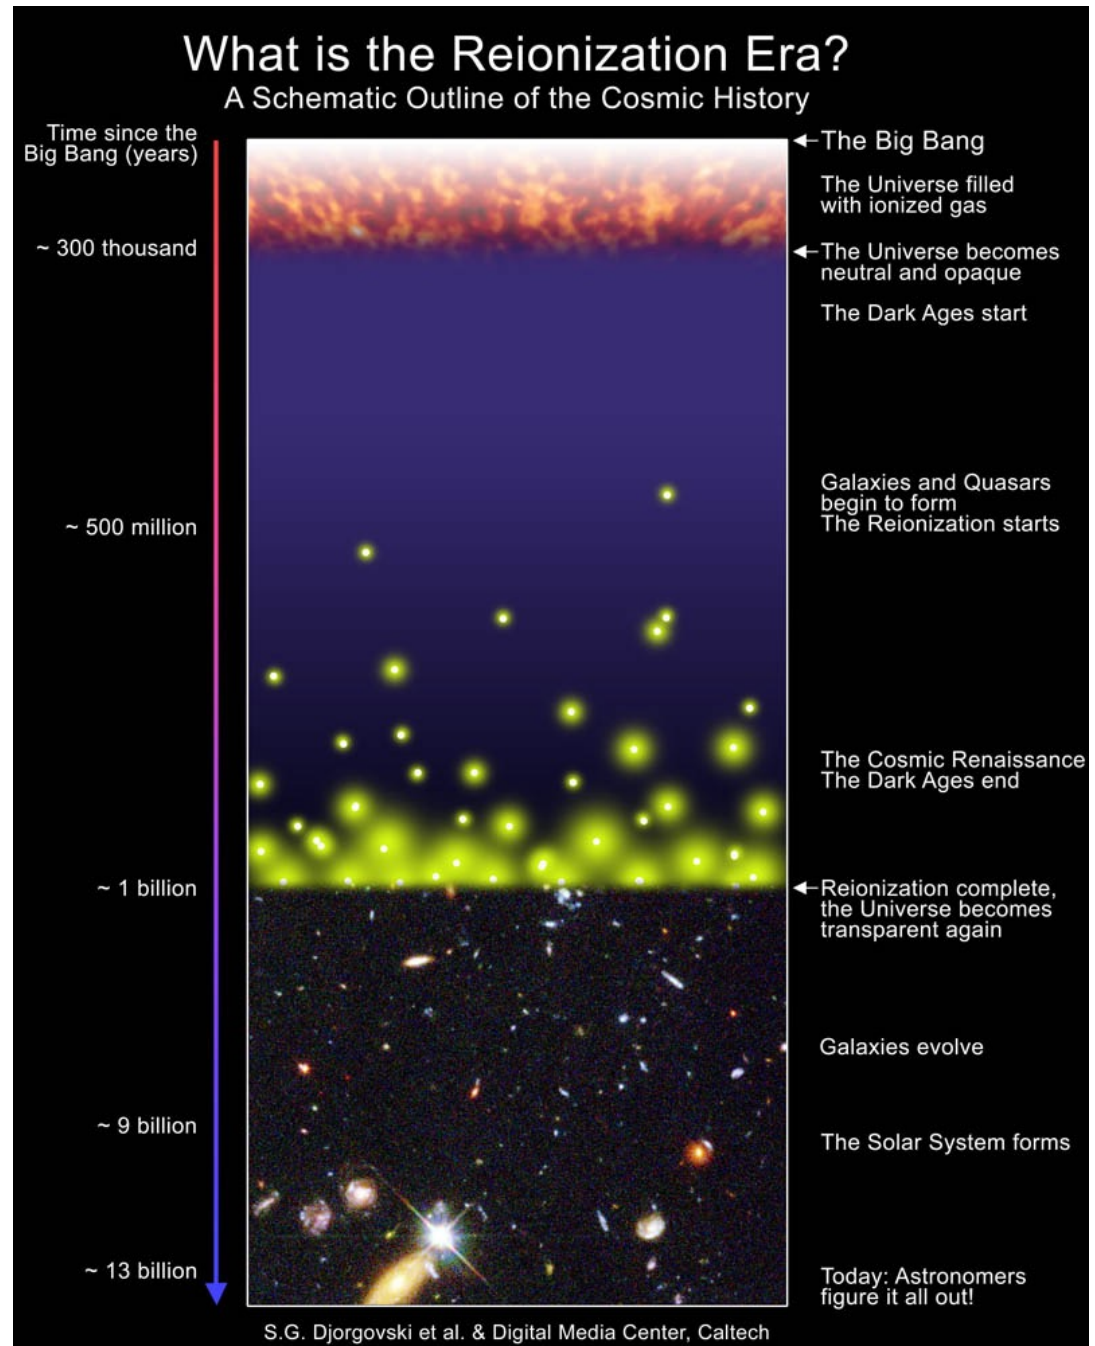 What is the Reionization Era?
A Schematic Outline of the Cosmic History
Time since the
Big Bang (years)
The Big Bang
The Universe filled
with ionized gas
~ 300 thousand
The Universe becomes
neutral and opaque
The Dark Ages start
Galaxies and Quasars
begin to form
The Reionization starts
~ 500 million
The Cosmic Renaissance
The Dark Ages end
~ 1 billion
Reionization complete,
the Universe becomes
transparent again
Galaxies evolve
~ 9 billion
The Solar System forms
~ 13 billion
Today: Astronomers
figure it all out!
S.G. Djorgovski et al. & Digital Media Center, Caltech